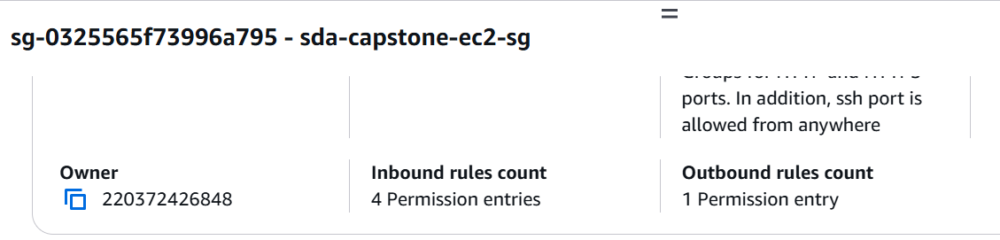 sg-0325565f73996a795 - sda-capstone-ec2-sg
ports. In addition, ssh port is
allowed from anywhere
Owner
220372426848
Inbound rules count
4 Permission entries
Outbound rules count
1 Permission entry